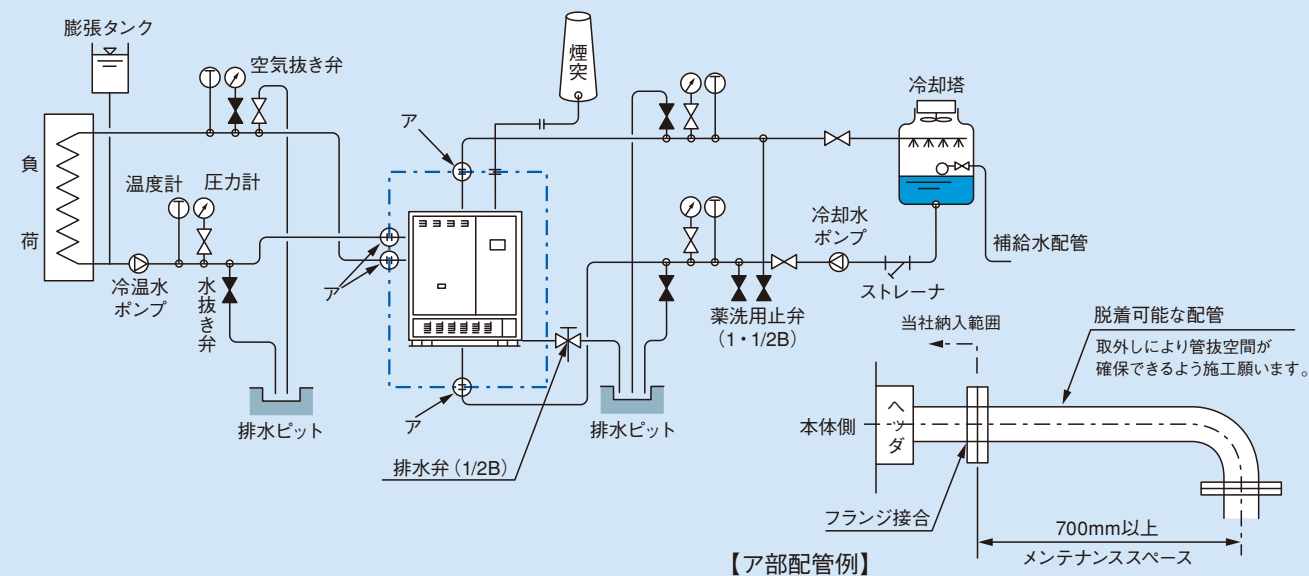 膨張タンク
空気抜き弁
煙突
冷却塔
ア
負荷
温度計
圧力計
冷却水
ポンプ
補給水配管
ア
冷温水
ポンプ
水抜き弁
ストレーナ
薬洗用止弁
(1・1/2B)
当社納入範囲
脱着可能な配管
取外しにより管抜空間が
確保できるよう施工願います。
ア
排水ピット
排水ピット
本体側
ヘッダ
排水弁(1/2B)
フランジ接合
700mm以上
メンテナンススペース
【ア部配管例】